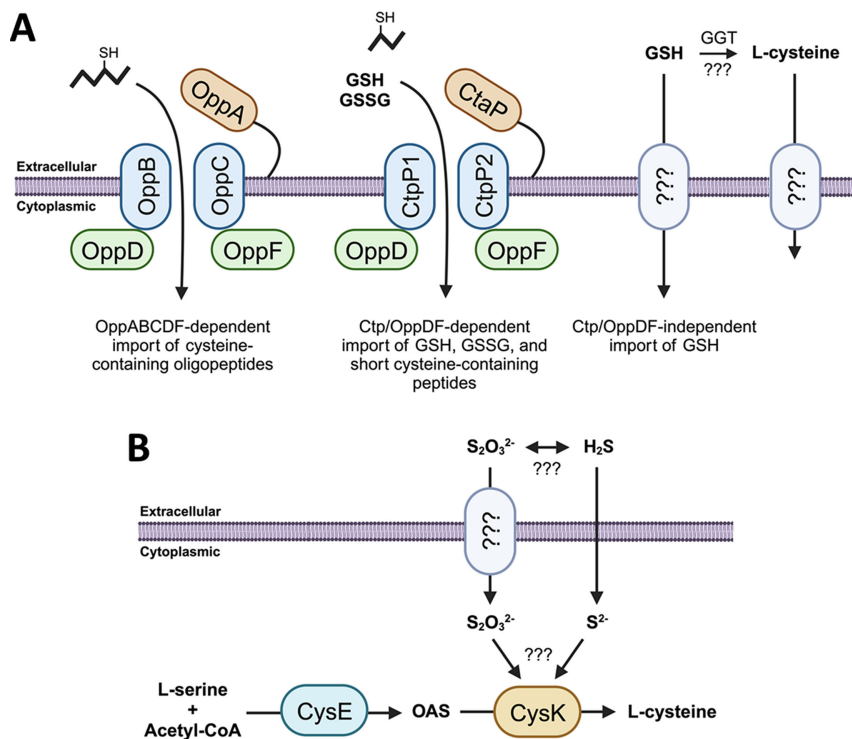 A
SH
OppA
OppB
OppC
OppD
OppF
Extracellular
Cytoplasmic
OppABCDF-dependent
import of cysteine-
containing oligopeptides
SH
GSH
GSSG
CtaP
CtpP1
CtpP2
OppD
OppF
Ctp/OppDF-dependent
import of GSH, GSSG, and
short cysteine-containing
peptides
GSH
GGT
???
L-cysteine
???
???
Ctp/OppDF-independent
import of GSH
B
S₂O₃²⁻
???
H₂S
Extracellular
Cytoplasmic
???
S₂O₃²⁻
S²⁻
???
L-serine
+
Acetyl-CoA
CysE
OAS
CysK
L-cysteine